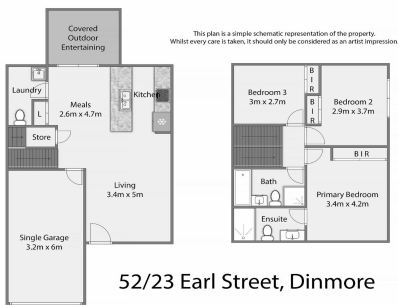 Covered
Outdoor
Entertaining
This plan is a simple schematic representation of the property.
Whilst every care is taken, it should only be considered as an artist impression.
Laundry
Meals
2.6m x 4.7m
Kitchen
L
Store
Living
3.4m x 5m
Single Garage
3.2m x 6m
Bedroom 3
3m x 2.7m
B
I
R
B
I
R
Bedroom 2
2.9m x 3.7m
B I R
Bath
Primary Bedroom
3.4m x 4.2m
Ensuite
52/23 Earl Street, Dinmore